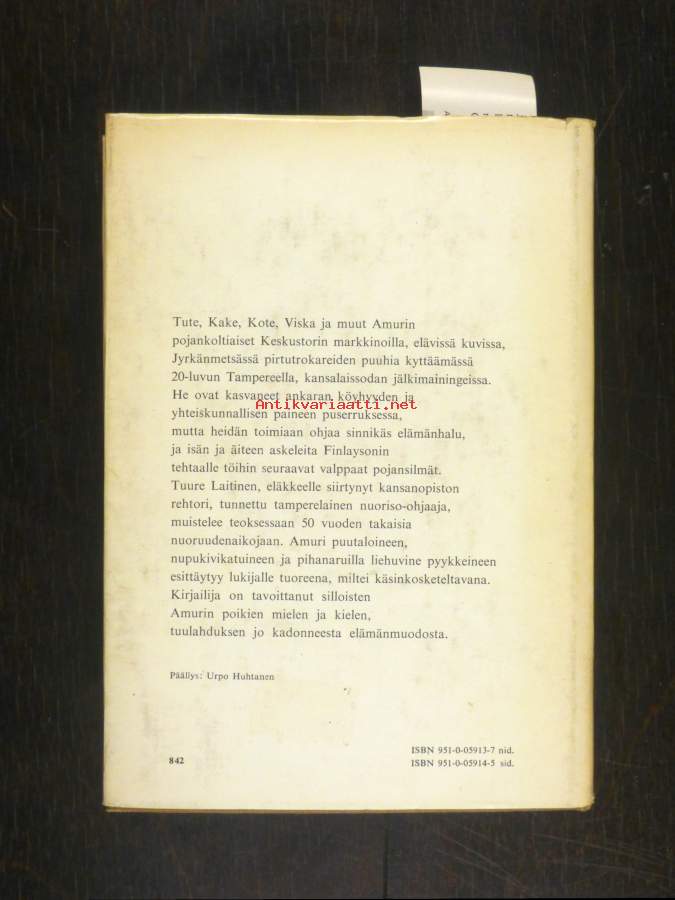 Tute, Kake, Kote, Viska ja muut Amurin
pojankoltiaiset Keskustorin markkinoilla, elävissä kuvissa,
Jyrkänmetsässä pirtutrokareiden puuhia kyttäämässä
20-luvun Tampereella, kansalaissodan jälkimainingeissa.
He ovat kasvaneet ankaran köyhyyden ja
Antikvariaatti.net
yhteiskunnallisen paineen puserruksessa,
mutta heidän toimiaan ohjaa sinnikäs elämänhalu,
ja isän ja äiteen askeleita Finlaysonin
tehtaalle töihin seuraavat valppaat pojansilmät.
Tuure Laitinen, eläkkeelle siirtynyt kansanopiston
rehtori, tunnettu tamperelainen nuoriso-ohjaaja,
muistelee teoksessaan 50 vuoden takaisia
nuoruudenaikojaan. Amuri puutaloineen,
nupukivikatuineen ja pihanaruilla liehuvine pyykkeineen
esittäytyy lukijalle tuoreena, miltei käsinkosketeltavana.
Kirjailija on tavoittanut silloisten
Amurin poikien mielen ja kielen,
tuulahduksen jo kadonneesta elämänmuodosta.
Päällys: Urpo Huhtanen
ISBN 951-0-05913-7 nid.
842
ISBN 951-0-05914-5 sid.